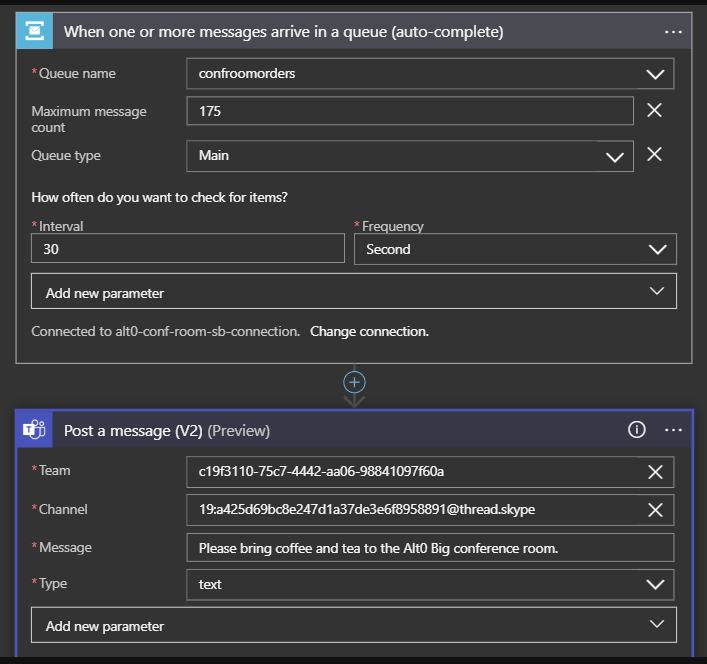 When one or more messages arrive in a queue (auto-complete)
*Queue name
confroomorders
Maximum message
count
175
Queue type
Main
How often do you want to check for items?
*Interval
*Frequency
30
Second
Add new parameter
Connected to alt0-conf-room-sb-connection. Change connection.
Post a message (V2) (Preview)
*Team
c19f3110-75c7-4442-aa06-98841097f60a
*Channel
19:a425d69bc8e247d1a37de3e6f8958891@thread.skype
*Message
Please bring coffee and tea to the Alt0 Big conference room.
*Type
text
Add new parameter